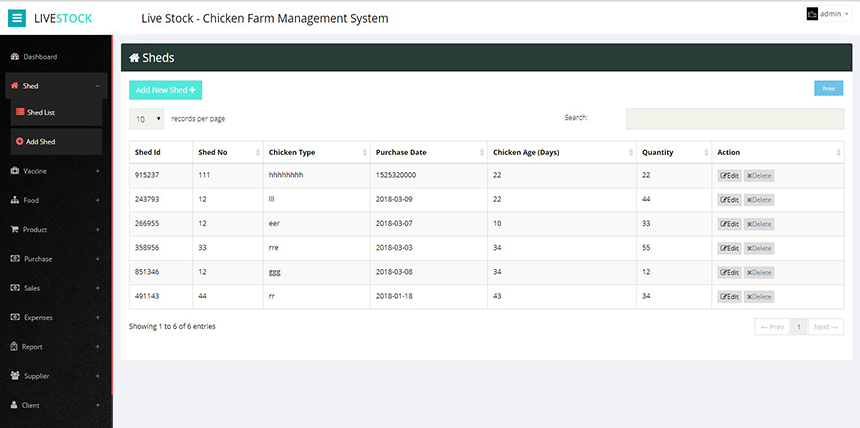 LIVESTOCK
Live Stock - Chicken Farm Management System
admin
Dashboard
Shed −
Shed List
Add Shed
Vaccine +
Food +
Product +
Purchase +
Sales +
Expenses +
Report +
Supplier +
Client +
Sheds
Add New Shed +
Print
10 records per page
Search:
Shed Id Shed No Chicken Type Purchase Date Chicken Age (Days) Quantity Action
915237 111 hhhhhhhh 1525320000 22 22 Edit Delete
243793 12 lll 2018-03-09 22 44 Edit Delete
266955 12 eer 2018-03-07 10 33 Edit Delete
358956 33 rre 2018-03-03 34 55 Edit Delete
851346 12 ggg 2018-03-08 34 12 Edit Delete
491143 44 rr 2018-01-18 43 34 Edit Delete
Showing 1 to 6 of 6 entries
← Prev 1 Next →